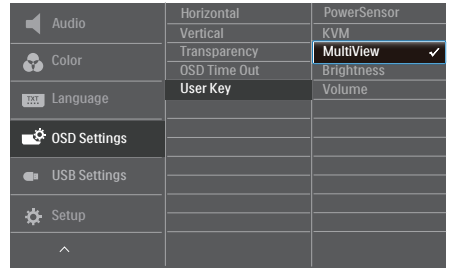 Audio
Color
TXT
Language
OSD Settings
USB Settings
Setup
Horizontal
Vertical
Transparency
OSD Time Out
User Key
PowerSensor
KVM
MultiView
Brightness
Volume